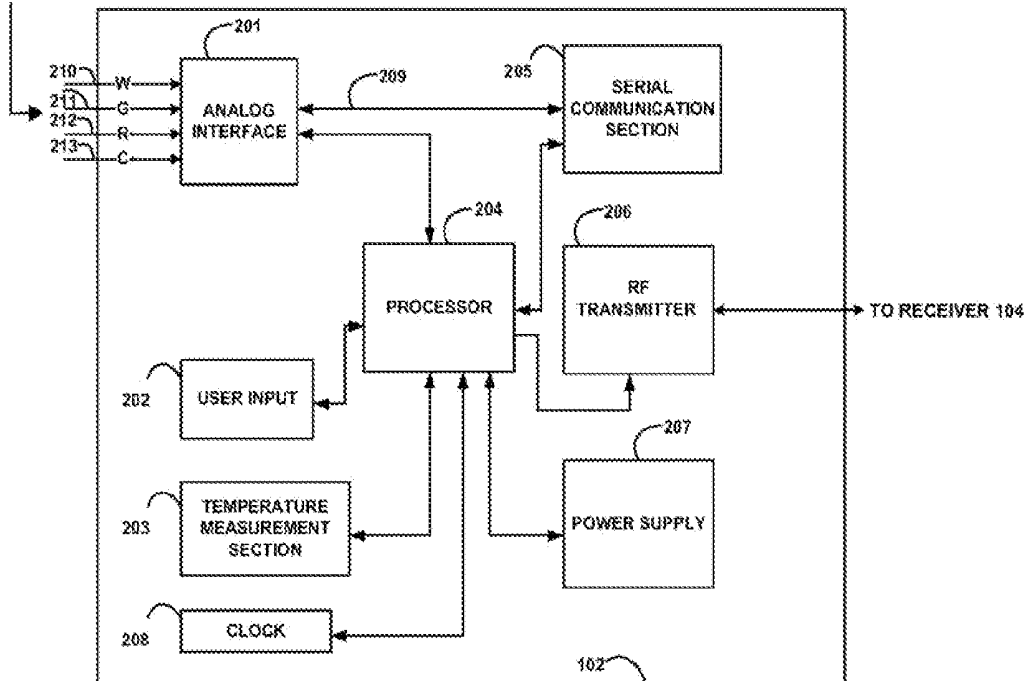 201
210
W
211
G
212
R
213
C
ANALOG
INTERFACE
209
205
SERIAL
COMMUNICATION
SECTION
204
206
PROCESSOR
RF
TRANSMITTER
TO RECEIVER 104
202
USER INPUT
207
203
TEMPERATURE
MEASUREMENT
SECTION
POWER SUPPLY
208
CLOCK
102